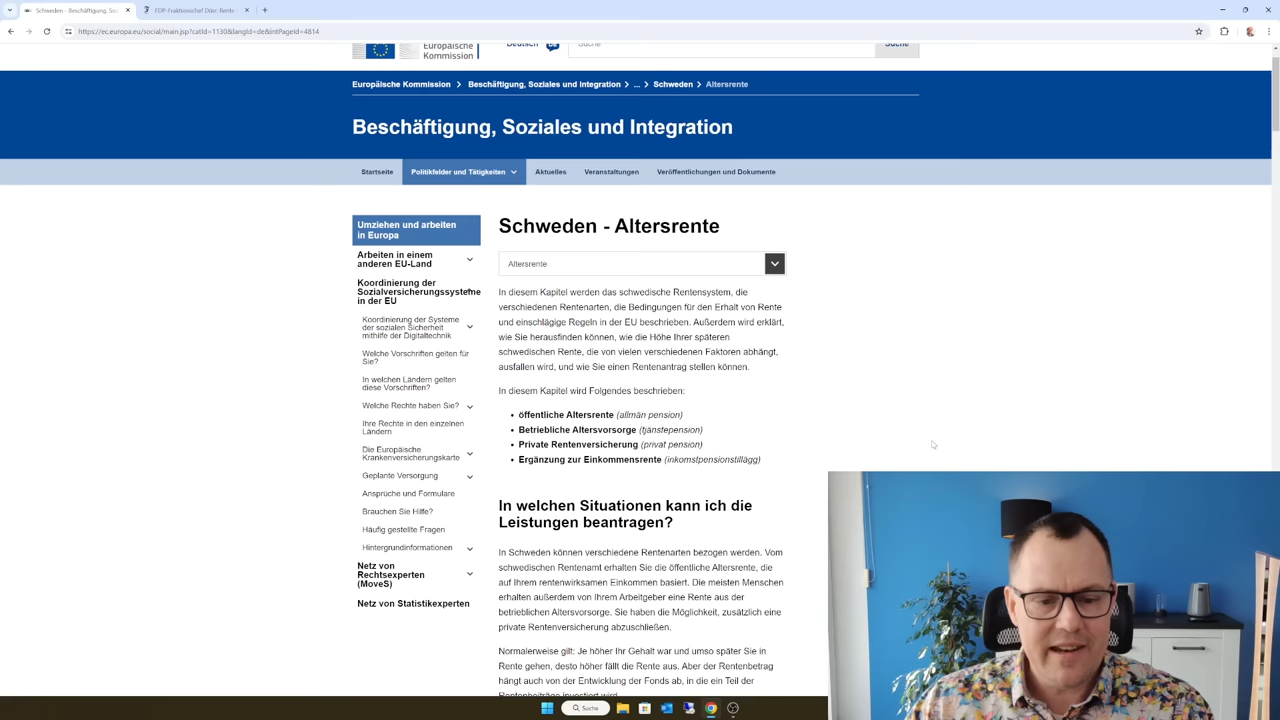 Schweden - Beschäftigung, Soz
FDP-Fraktionschef Dürr: Rente
https://ec.europa.eu/social/main.jsp?catId=1130&langId=de&intPageId=4814
Europäische
Kommission
Deutsch
Suche
Suche
Europäische Kommission > Beschäftigung, Soziales und Integration > ... > Schweden > Altersrente
Beschäftigung, Soziales und Integration
Startseite
Politikfelder und Tätigkeiten
Aktuelles
Veranstaltungen
Veröffentlichungen und Dokumente
Umziehen und arbeiten
in Europa
Arbeiten in einem
anderen EU-Land
Koordinierung der
Sozialversicherungssysteme
in der EU
Koordinierung der Systeme
der sozialen Sicherheit
mithilfe der Digitaltechnik
Welche Vorschriften gelten für
Sie?
In welchen Ländern gelten
diese Vorschriften?
Welche Rechte haben Sie?
Ihre Rechte in den einzelnen
Ländern
Die Europäische
Krankenversicherungskarte
Geplante Versorgung
Ansprüche und Formulare
Brauchen Sie Hilfe?
Häufig gestellte Fragen
Hintergrundinformationen
Netz von
Rechtsexperten
(MoveS)
Netz von Statistikexperten
Schweden - Altersrente
Altersrente
In diesem Kapitel werden das schwedische Rentensystem, die
verschiedenen Rentenarten, die Bedingungen für den Erhalt von Rente
und einschlägige Regeln in der EU beschrieben. Außerdem wird erklärt,
wie Sie herausfinden können, wie die Höhe Ihrer späteren
schwedischen Rente, die von vielen verschiedenen Faktoren abhängt,
ausfallen wird, und wie Sie einen Rentenantrag stellen können.
In diesem Kapitel wird Folgendes beschrieben:
• öffentliche Altersrente (allmän pension)
• Betriebliche Altersvorsorge (tjänstepension)
• Private Rentenversicherung (privat pension)
• Ergänzung zur Einkommensrente (inkomstpensionstillägg)
In welchen Situationen kann ich die
Leistungen beantragen?
In Schweden können verschiedene Rentenarten bezogen werden. Vom
schwedischen Rentenamt erhalten Sie die öffentliche Altersrente, die
auf Ihrem rentenwirksamen Einkommen basiert. Die meisten Menschen
erhalten außerdem von Ihrem Arbeitgeber eine Rente aus der
betrieblichen Altersvorsorge. Sie haben die Möglichkeit, zusätzlich eine
private Rentenversicherung abzuschließen.
Normalerweise gilt: Je höher Ihr Gehalt war und umso später Sie in
Rente gehen, desto höher fällt die Rente aus. Aber der Rentenbetrag
hängt auch von der Entwicklung der Fonds ab, in die ein Teil der
Rentenbeiträge investiert wird.
Suche